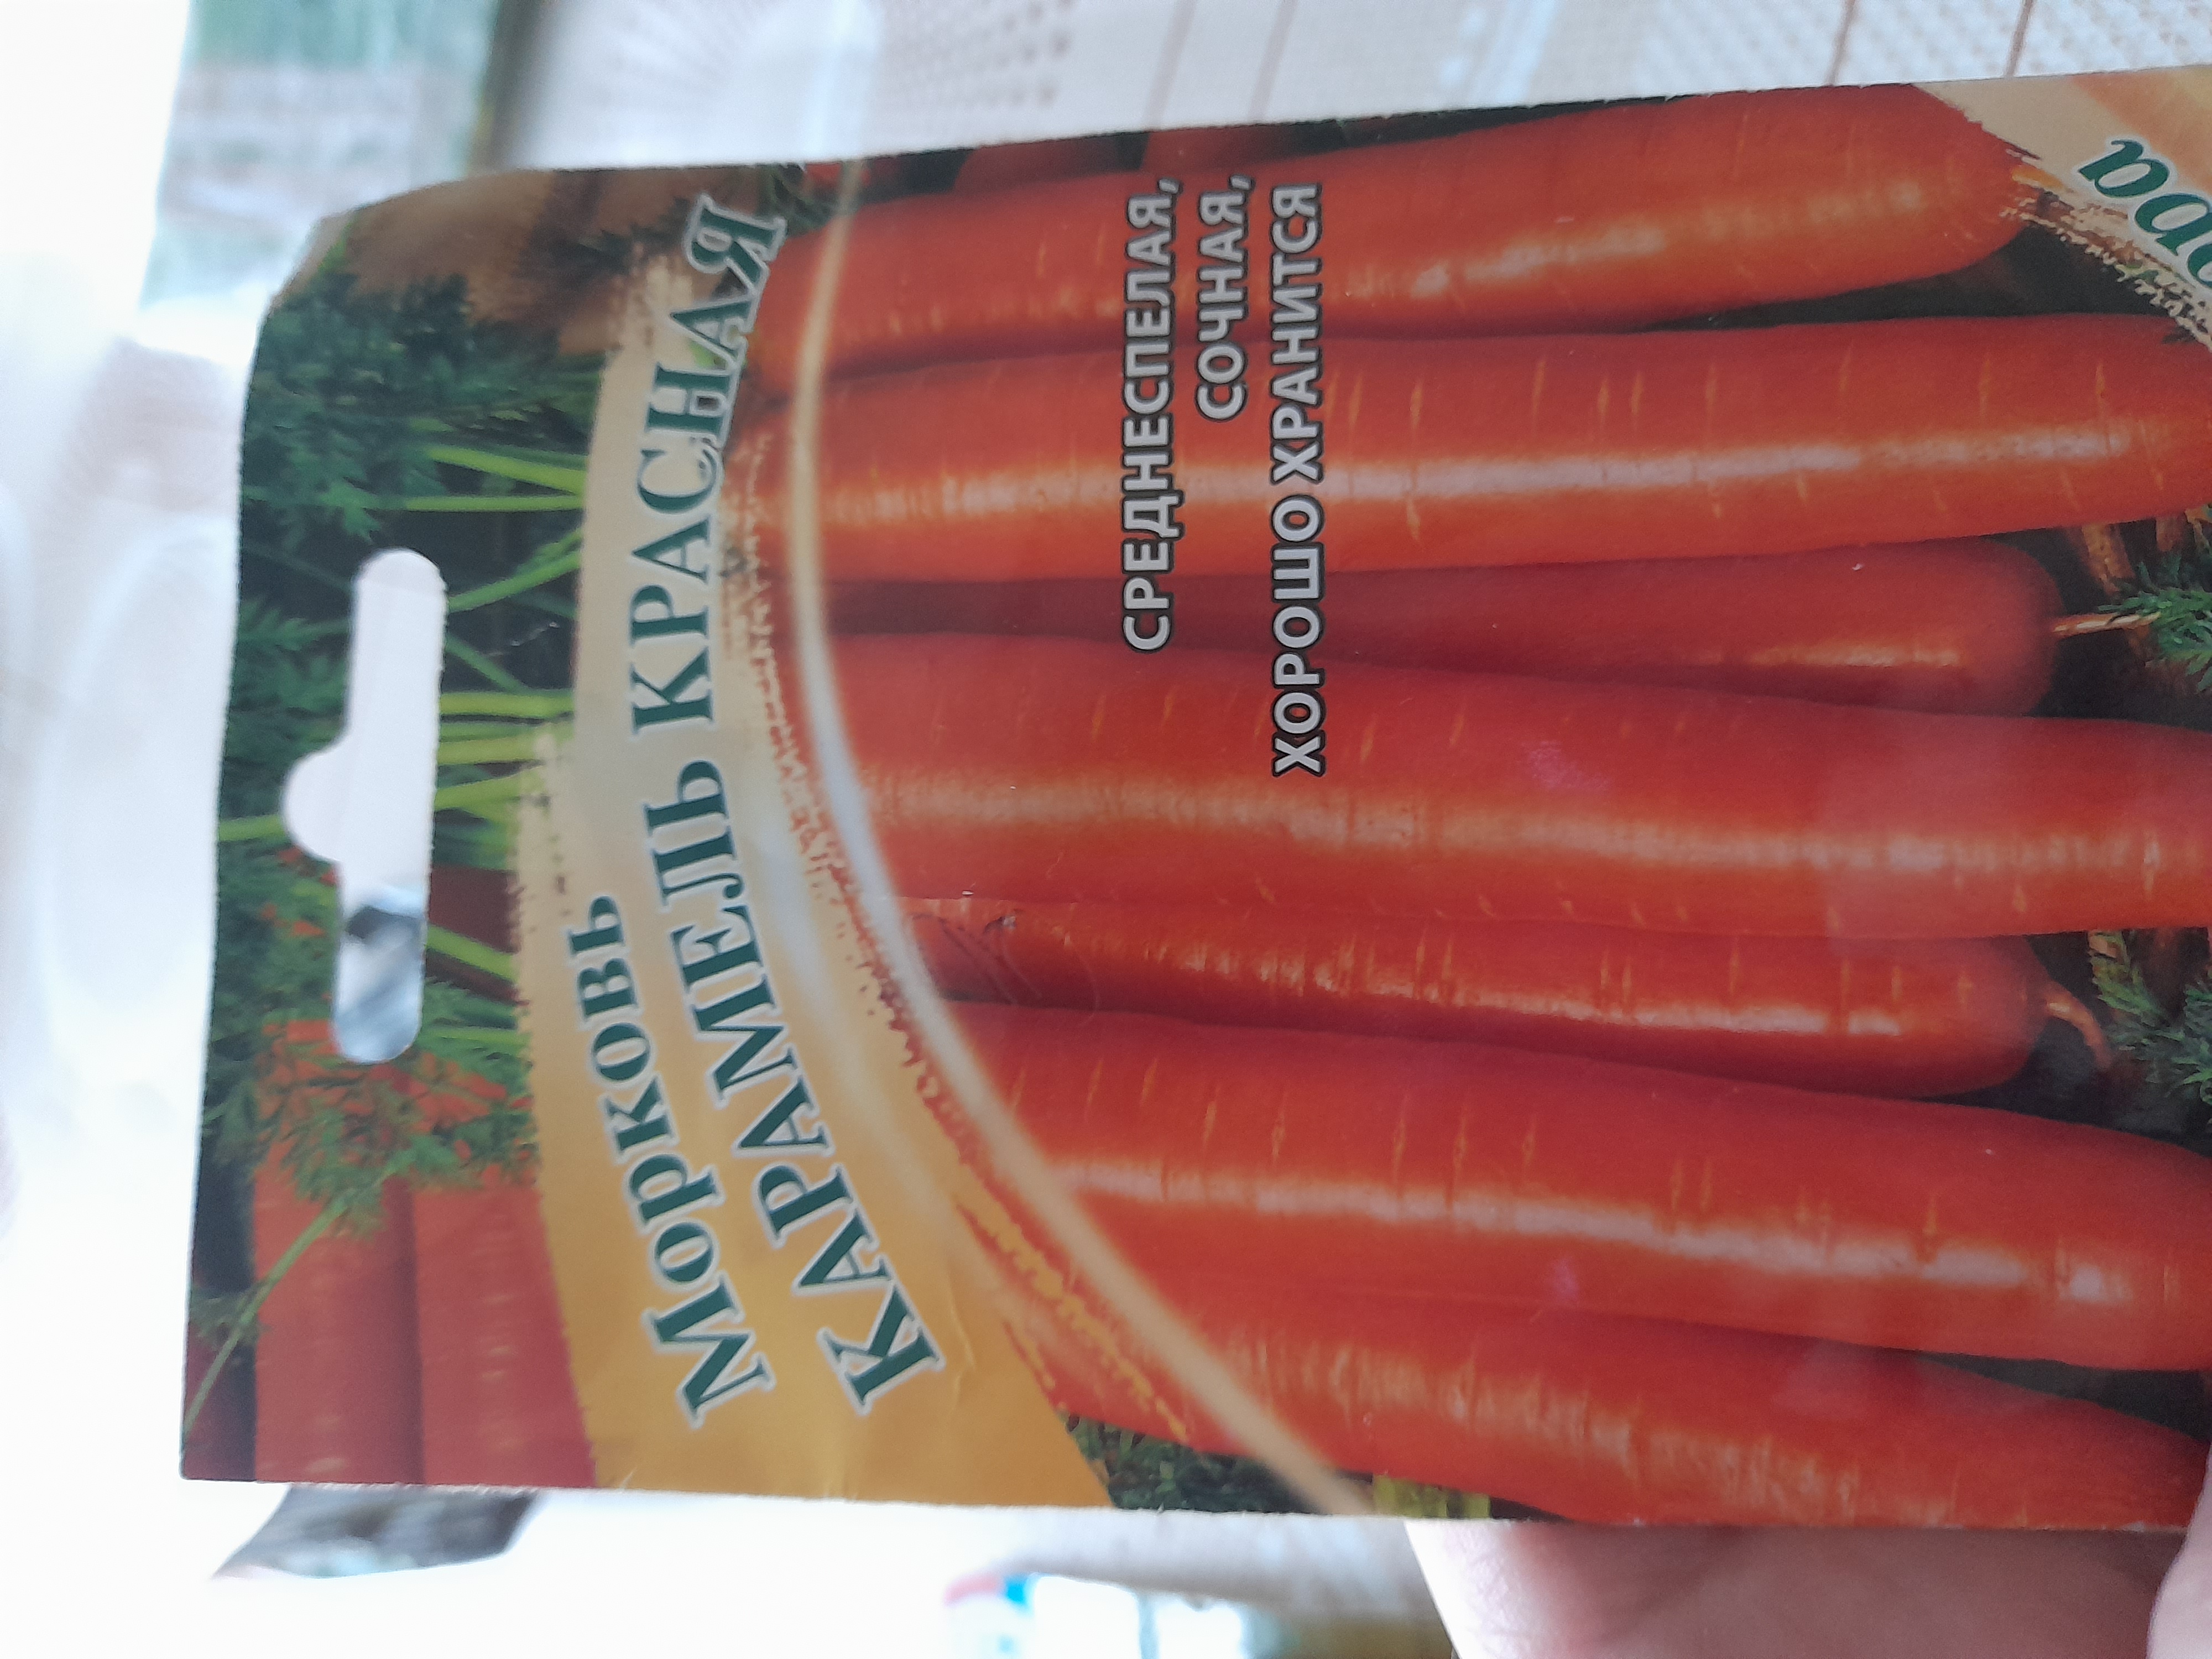 Морковь
КАРАМЕЛЬ КРАСНАЯ
СРЕДНЕСПЕЛАЯ,
СОЧНАЯ,
ХОРОШО ХРАНИТСЯ